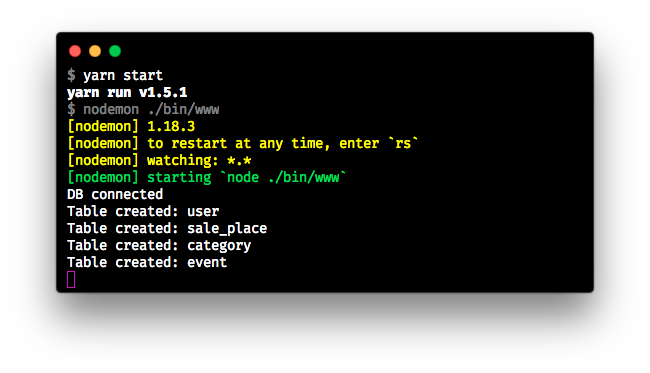 $ yarn start
yarn run v1.5.1
$ nodemon ./bin/www
[nodemon] 1.18.3
[nodemon] to restart at any time, enter `rs`
[nodemon] watching: *.*
[nodemon] starting `node ./bin/www`
DB connected
Table created: user
Table created: sale_place
Table created: category
Table created: event